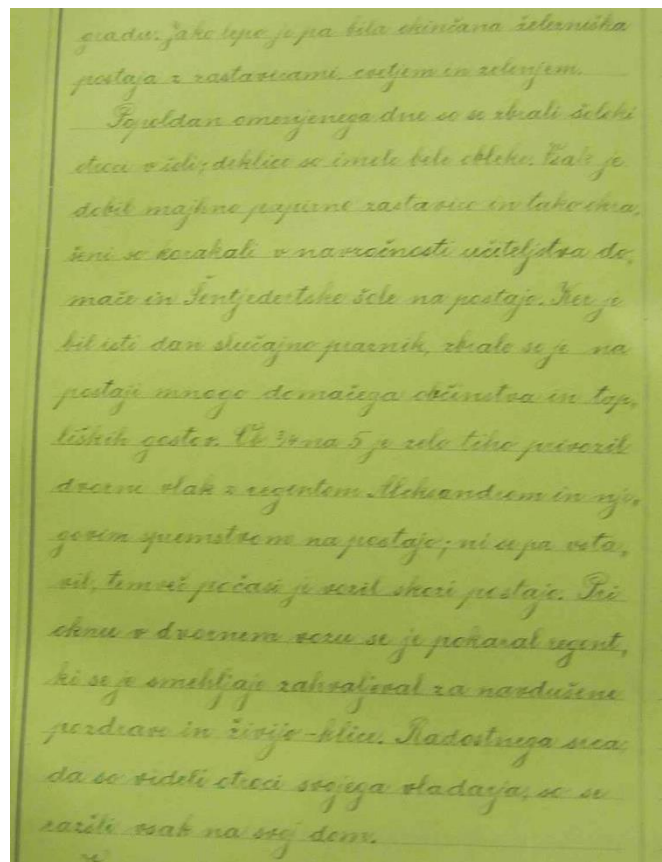 gradu. Jako lepo je pa bila okinčana železniška
postaja z zastavicami, cvetjem in zelenjem.
Popoldan omenjenega dne so se zbrali šolski
otroci v šoli; deklice so imele bele obleke. Vsak je
dobil majhno papirno zastavico in tako okra„
šeni so korakali v navzočnosti učiteljstva do„
mače in Šentjedertske šole na postajo. Ker je
bil isti dan slučajno praznik, zbralo se je na
postaji mnogo domačega občinstva in top„
liških gostov. Ob ¾ na 5 je zelo tiho privozil
dvorni vlak z regentom Aleksandrom in nje„
govim spremstvom na postajo; ni se pa usta„
vil, temveč počasi je vozil skozi postajo. Pri
oknu v dvornem vozu se je pokazal regent,
ki se je smehljaje zahvaljeval za navdušene
pozdrave in živijo-klice. Radostnega srca
da so videli otroci svojega vladarja, so se
razšli vsak na svoj dom.